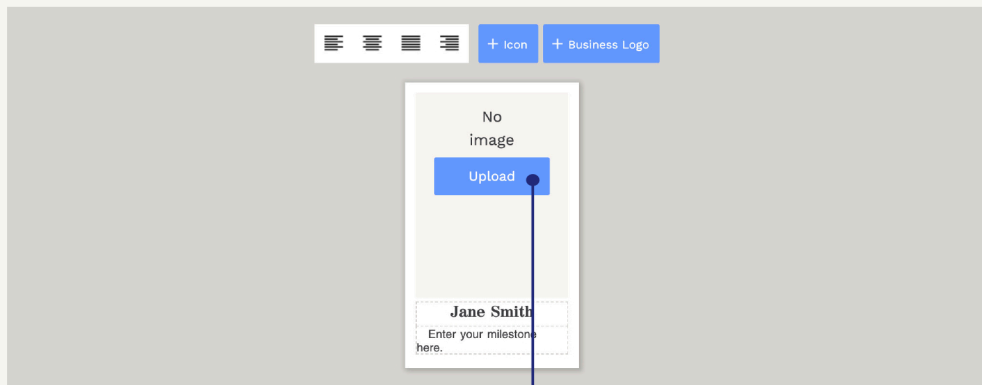 + Icon
+ Business Logo
No
image
Upload
Jane Smith
Enter your milestone
here.